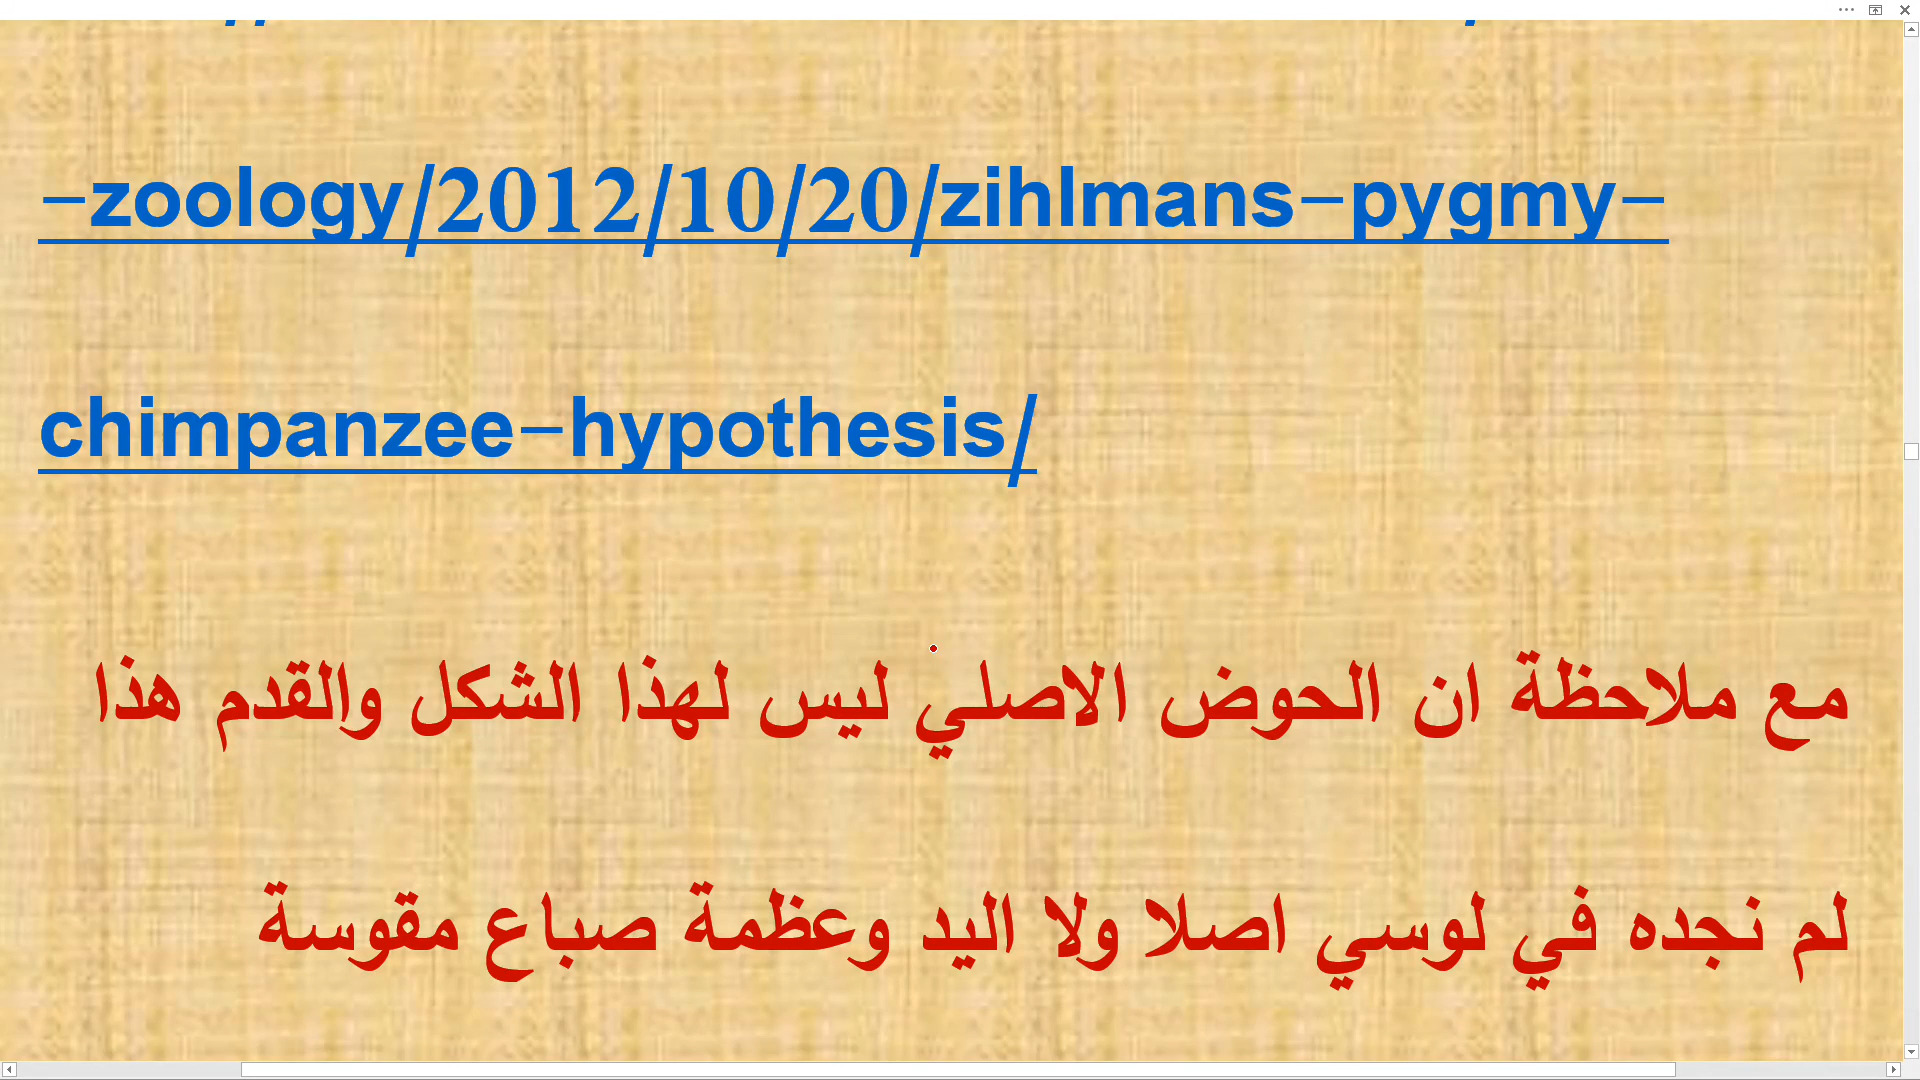 -zoology/2012/10/20/zihlmans-pygmy-
chimpanzee-hypothesis/
مع ملاحظة ان الحوض الاصلي ليس لهذا الشكل والقدم هذا
لم نجده في لوسي اصلا ولا اليد وعظمة صباع مقوسة